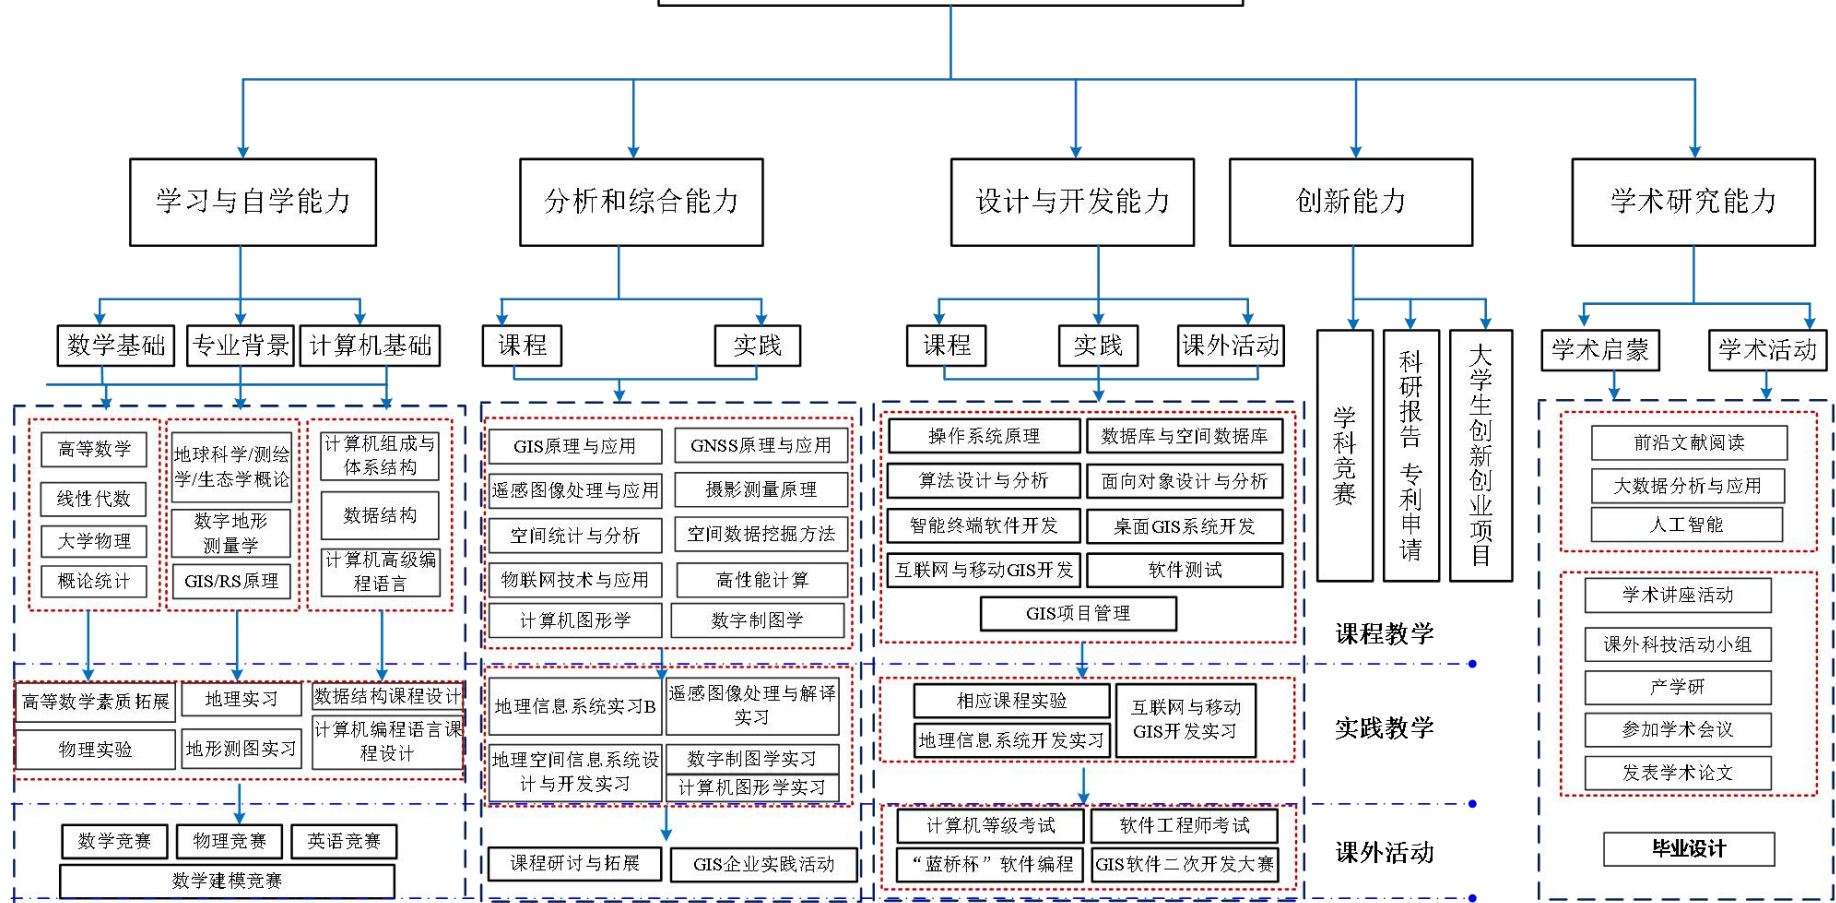 学习与自学能力
分析和综合能力
设计与开发能力
创新能力
学术研究能力
数学基础
专业背景
计算机基础
课程
实践
课程
实践
课外活动
学科竞赛
科研报告 专利申请
大学生创新创业项目
学术启蒙
学术活动
高等数学
线性代数
大学物理
概论统计
地球科学/测绘
学/生态学概论
数字地形
测量学
GIS/RS原理
计算机组成与
体系结构
数据结构
计算机高级编
程语言
GIS原理与应用
GNSS原理与应用
遥感图像处理与应用
摄影测量原理
空间统计与分析
空间数据挖掘方法
物联网技术与应用
高性能计算
计算机图形学
数字制图学
操作系统原理
数据库与空间数据库
算法设计与分析
面向对象设计与分析
智能终端软件开发
桌面GIS系统开发
互联网与移动GIS开发
软件测试
GIS项目管理
前沿文献阅读
大数据分析与应用
人工智能
学术讲座活动
课外科技活动小组
产学研
参加学术会议
发表学术论文
毕业设计
课程教学
高等数学素质拓展
物理实验
地理实习
地形测图实习
数据结构课程设计
计算机编程语言课
程设计
地理信息系统实习B
遥感图像处理与解译
实习
地理空间信息系统设
计与开发实习
数字制图学实习
计算机图形学实习
相应课程实验
地理信息系统开发实习
互联网与移动
GIS开发实习
实践教学
数学竞赛
物理竞赛
英语竞赛
数学建模竞赛
课程研讨与拓展
GIS企业实践活动
计算机等级考试
软件工程师考试
“蓝桥杯”软件编程
GIS软件二次开发大赛
课外活动